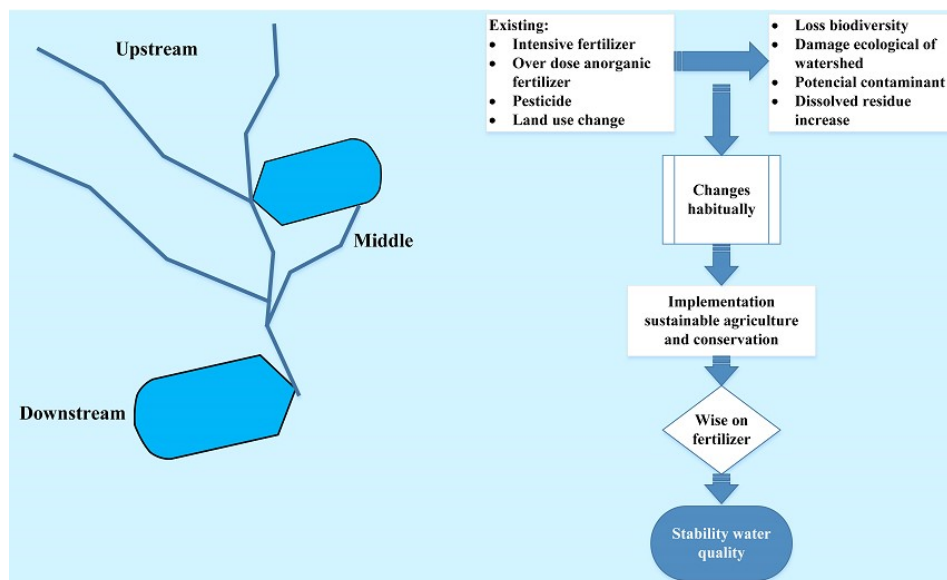 Upstream
Middle
Downstream
Existing:
• Intensive fertilizer
• Over dose anorganic
fertilizer
• Pesticide
• Land use change
• Loss biodiversity
• Damage ecological of
watershed
• Potencial contaminant
• Dissolved residue
increase
Changes
habitually
Implementation
sustainable agriculture
and conservation
Wise on
fertilizer
Stability water
quality